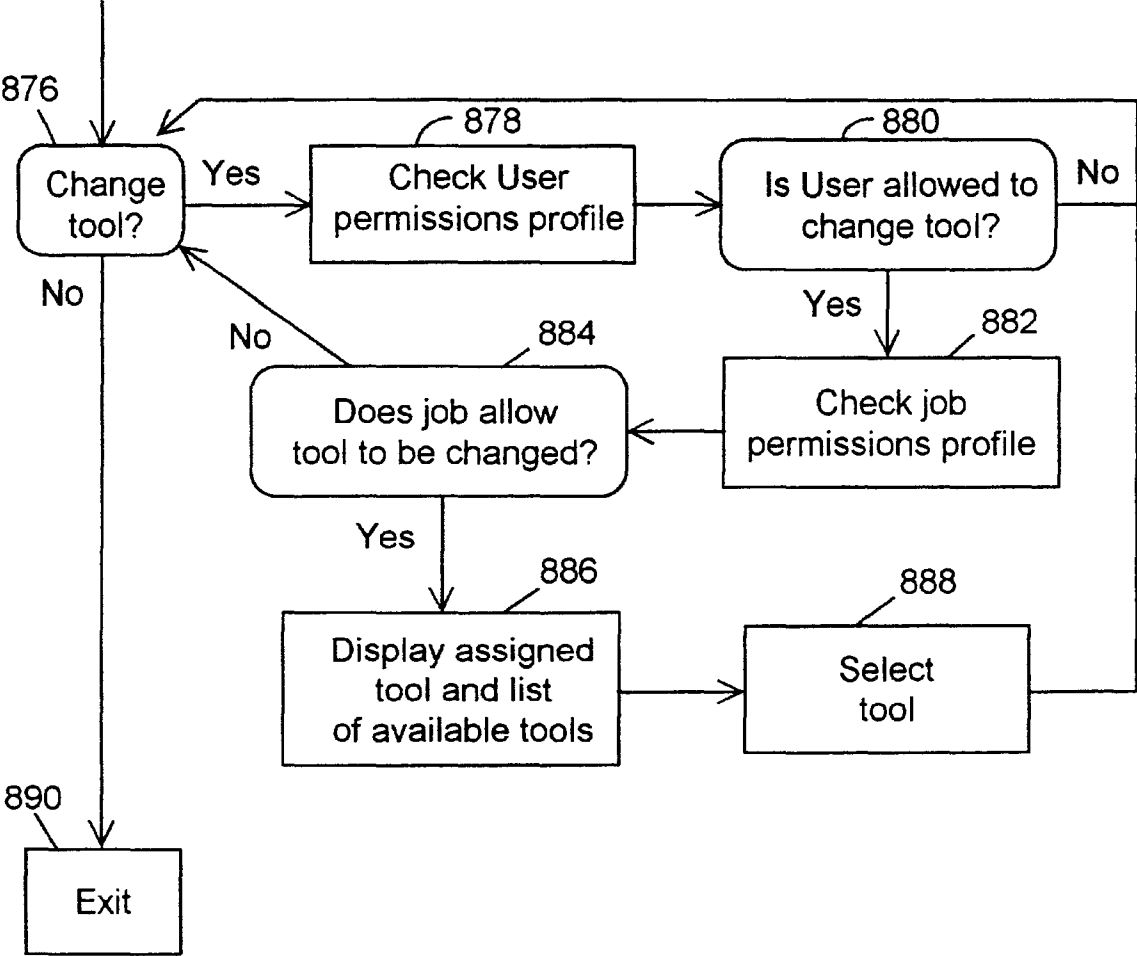 876
878
880
Change
tool?
Yes
Check User
permissions profile
Is User allowed to
change tool?
No
No
Yes
882
No
884
Does job allow
tool to be changed?
Check job
permissions profile
Yes
886
888
Display assigned
tool and list
of available tools
Select
tool
890
Exit